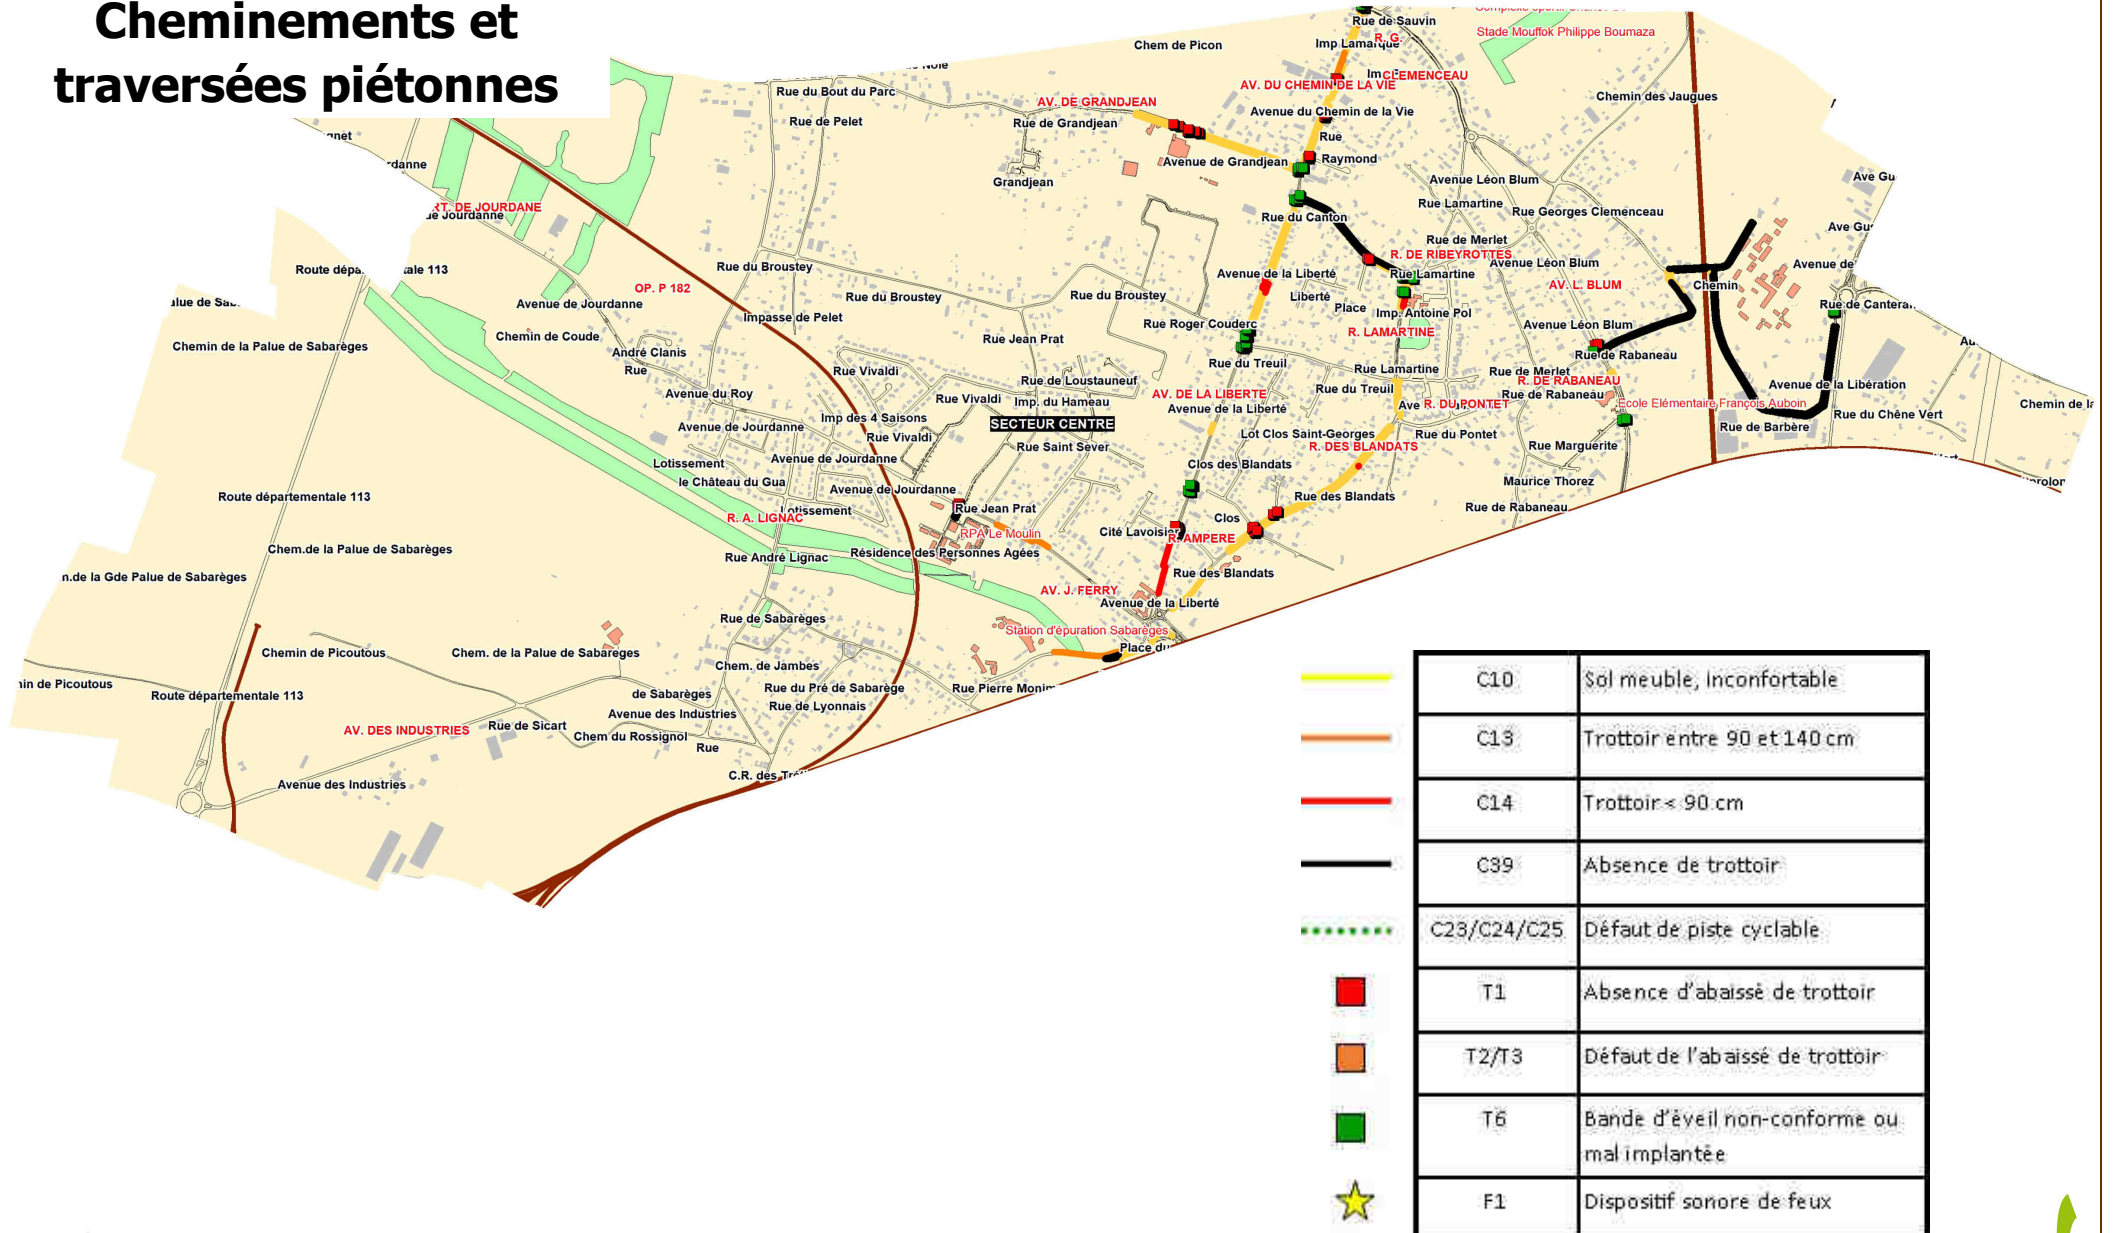 Cheminements et
traversées piétonnes
Rue de Sauvin
Stade Mouffok Philippe Boumaza
Chem de Picon
Imp Lamarque
R. G.
CLEMENCEAU
AV. DU CHEMIN DE LA VIE
Rue du Bout du Parc
AV. DE GRANDJEAN
Chemin des Jaugues
Rue de Pelet
Rue de Grandjean
Avenue du Chemin de la Vie
Rue
Raymond
Avenue de Grandjean
Grandjean
Avenue Léon Blum
Rue Lamartine
Rue Georges Clemenceau
RT. DE JOURDANE
Rue du Canton
Rue de Merlet
R. DE RIBEYROTTES
Avenue Léon Blum
Rue du Broustey
Avenue de la Liberté
Rue Lamartine
Avenue de
Chemin
AV. L. BLUM
OP. P 182
Rue du Broustey
Rue du Broustey
Liberté
Place
Imp. Antoine Pol
Avenue de Jourdanne
Impasse de Pelet
Rue Roger Couderc
R. LAMARTINE
Avenue Léon Blum
Chemin de Coude
Rue Jean Prat
Chemin de la Palue de Sabarèges
André Clanis
Rue
Rue du Treuil
Rue de Rabaneau
Rue Vivaldi
Rue Lamartine
Rue de Merlet
R. DE RABANEAU
Rue de Loustauneuf
Avenue de la Libération
Avenue du Roy
Rue Vivaldi
Imp. du Hameau
AV. DE LA LIBERTE
Rue du Treuil
Rue de Rabaneau
Ave
R. DU PONTET
Ecole Elémentaire François Auboin
Avenue de la Liberté
Rue du Chêne Vert
Imp des 4 Saisons
Avenue de Jourdanne
SECTEUR CENTRE
Rue de Barbère
Rue Vivaldi
Lot Clos Saint-Georges
Rue du Pontet
Rue Saint Sever
R. DES BLANDATS
Rue Marguerite
Avenue de Jourdanne
Lotissement
le Château du Gua
Clos des Blandats
Maurice Thorez
Avenue de Jourdanne
Route départementale 113
Rue des Blandats
Rue de Rabaneau
Rue Jean Prat
Lotissement
R. A. LIGNAC
Clos
Cité Lavoisier
RPA Le Moulin
R. AMPERE
Chem.de la Palue de Sabarèges
Rue André Lignac
Résidence des Personnes Agées
Rue des Blandats
AV. J. FERRY
Avenue de la Liberté
Rue de Sabarèges
Station d'épuration Sabarèges
Place du
Chemin de Picoutous
Chem. de la Palue de Sabarèges
Chem. de Jambes
Rue du Pré de Sabarège
Route départementale 113
de Sabarèges
Rue de Lyonnais
Avenue des Industries
AV. DES INDUSTRIES
Rue de Sicart
Chem du Rossignol
Rue
Avenue des Industries
C10 Sol meuble, inconfortable
C13 Trottoir entre 90 et 140 cm
C14 Trottoir < 90 cm
C39 Absence de trottoir
C23/C24/C25 Défaut de piste cyclable
T1 Absence d'abaissé de trottoir
T2/T3 Défaut de l'abaissé de trottoir
T6 Bande d'éveil non-conforme ou
mal implantée
F1 Dispositif sonore de feux